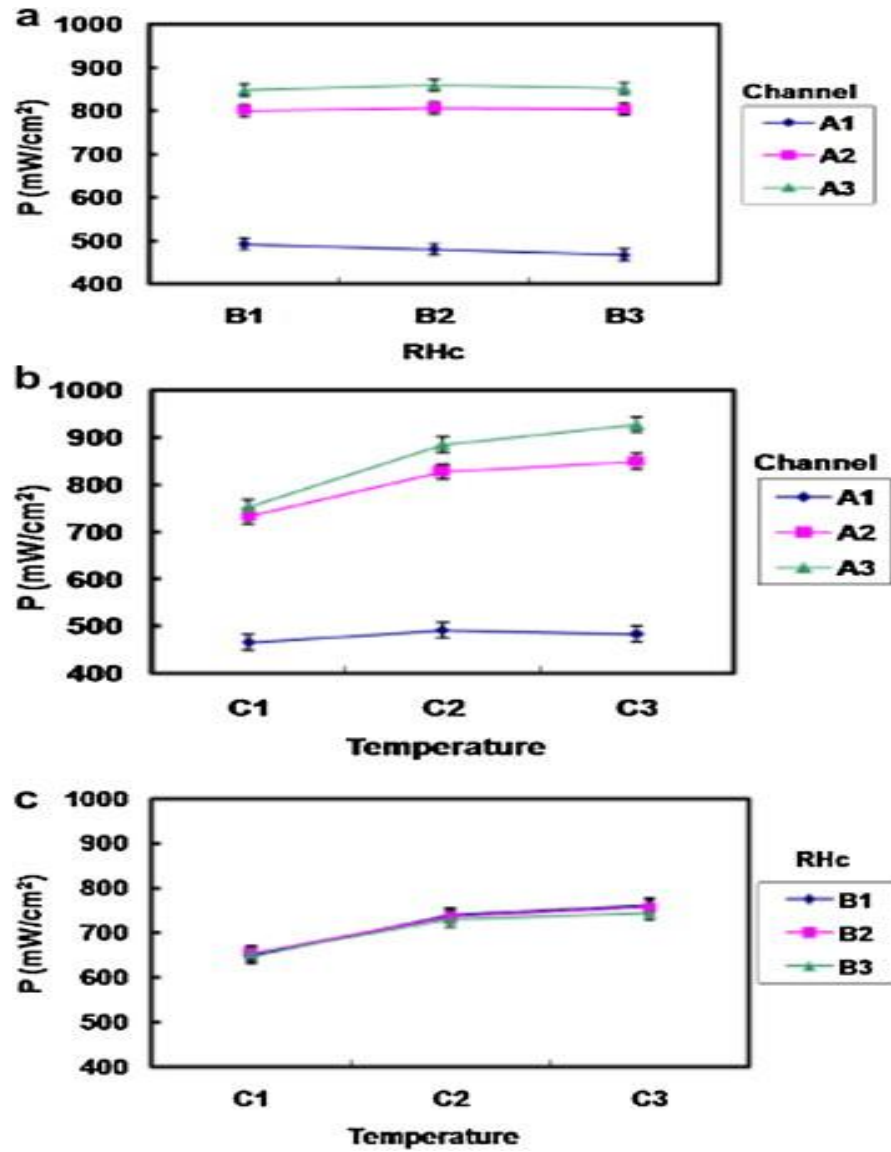 a
1000
900
800
700
600
500
400
P (mW/cm²)
B1 B2 B3
RHc
Channel
A1
A2
A3
b
1000
900
800
700
600
500
400
P (mW/cm²)
C1 C2 C3
Temperature
Channel
A1
A2
A3
c
1000
900
800
700
600
500
400
P (mW/cm²)
C1 C2 C3
Temperature
RHc
B1
B2
B3